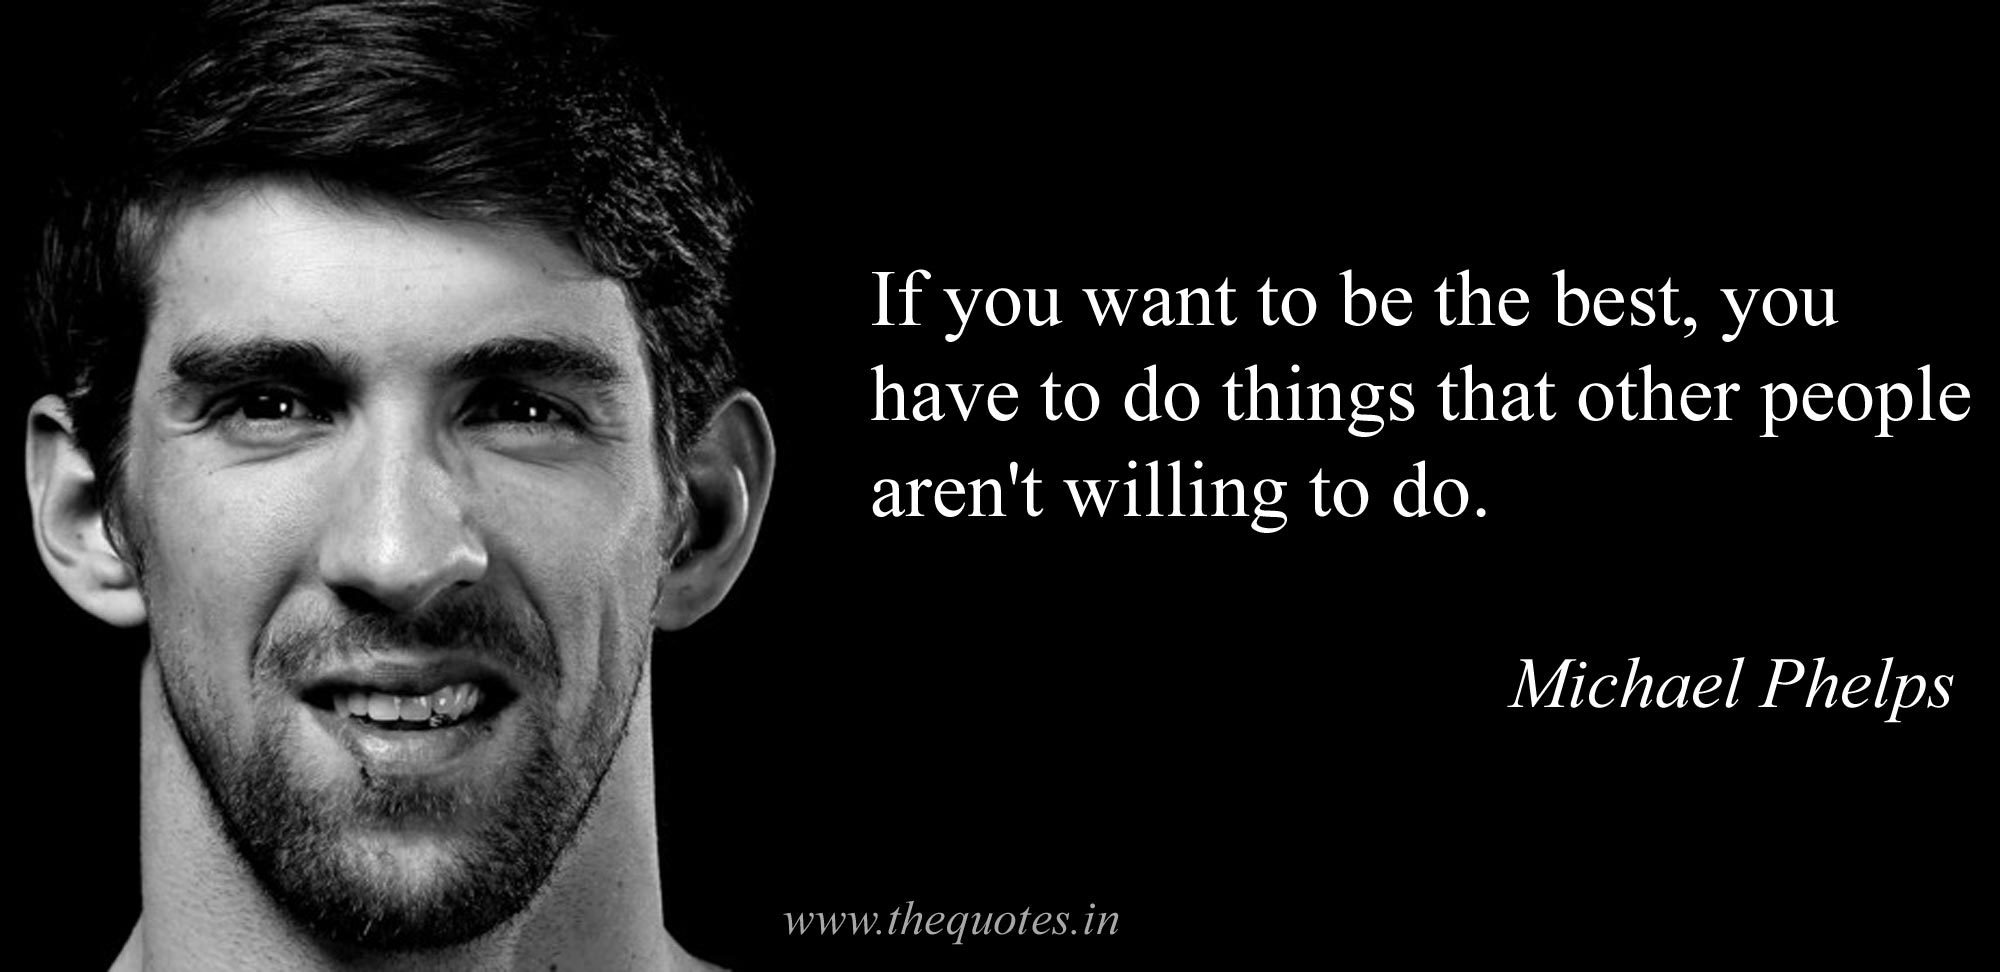 If you want to be the best, you
have to do things that other people
aren't willing to do.
Michael Phelps
www.thequotes.in